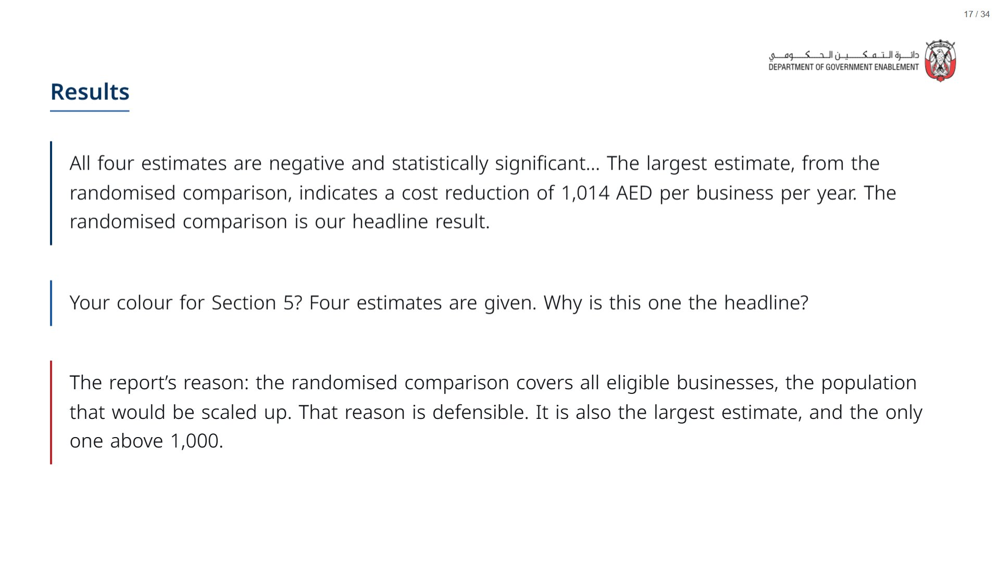 17 / 34
دائرة التمكين الحكومي
DEPARTMENT OF GOVERNMENT ENABLEMENT
Results
All four estimates are negative and statistically significant... The largest estimate, from the
randomised comparison, indicates a cost reduction of 1,014 AED per business per year. The
randomised comparison is our headline result.
Your colour for Section 5? Four estimates are given. Why is this one the headline?
The report’s reason: the randomised comparison covers all eligible businesses, the population
that would be scaled up. That reason is defensible. It is also the largest estimate, and the only
one above 1,000.